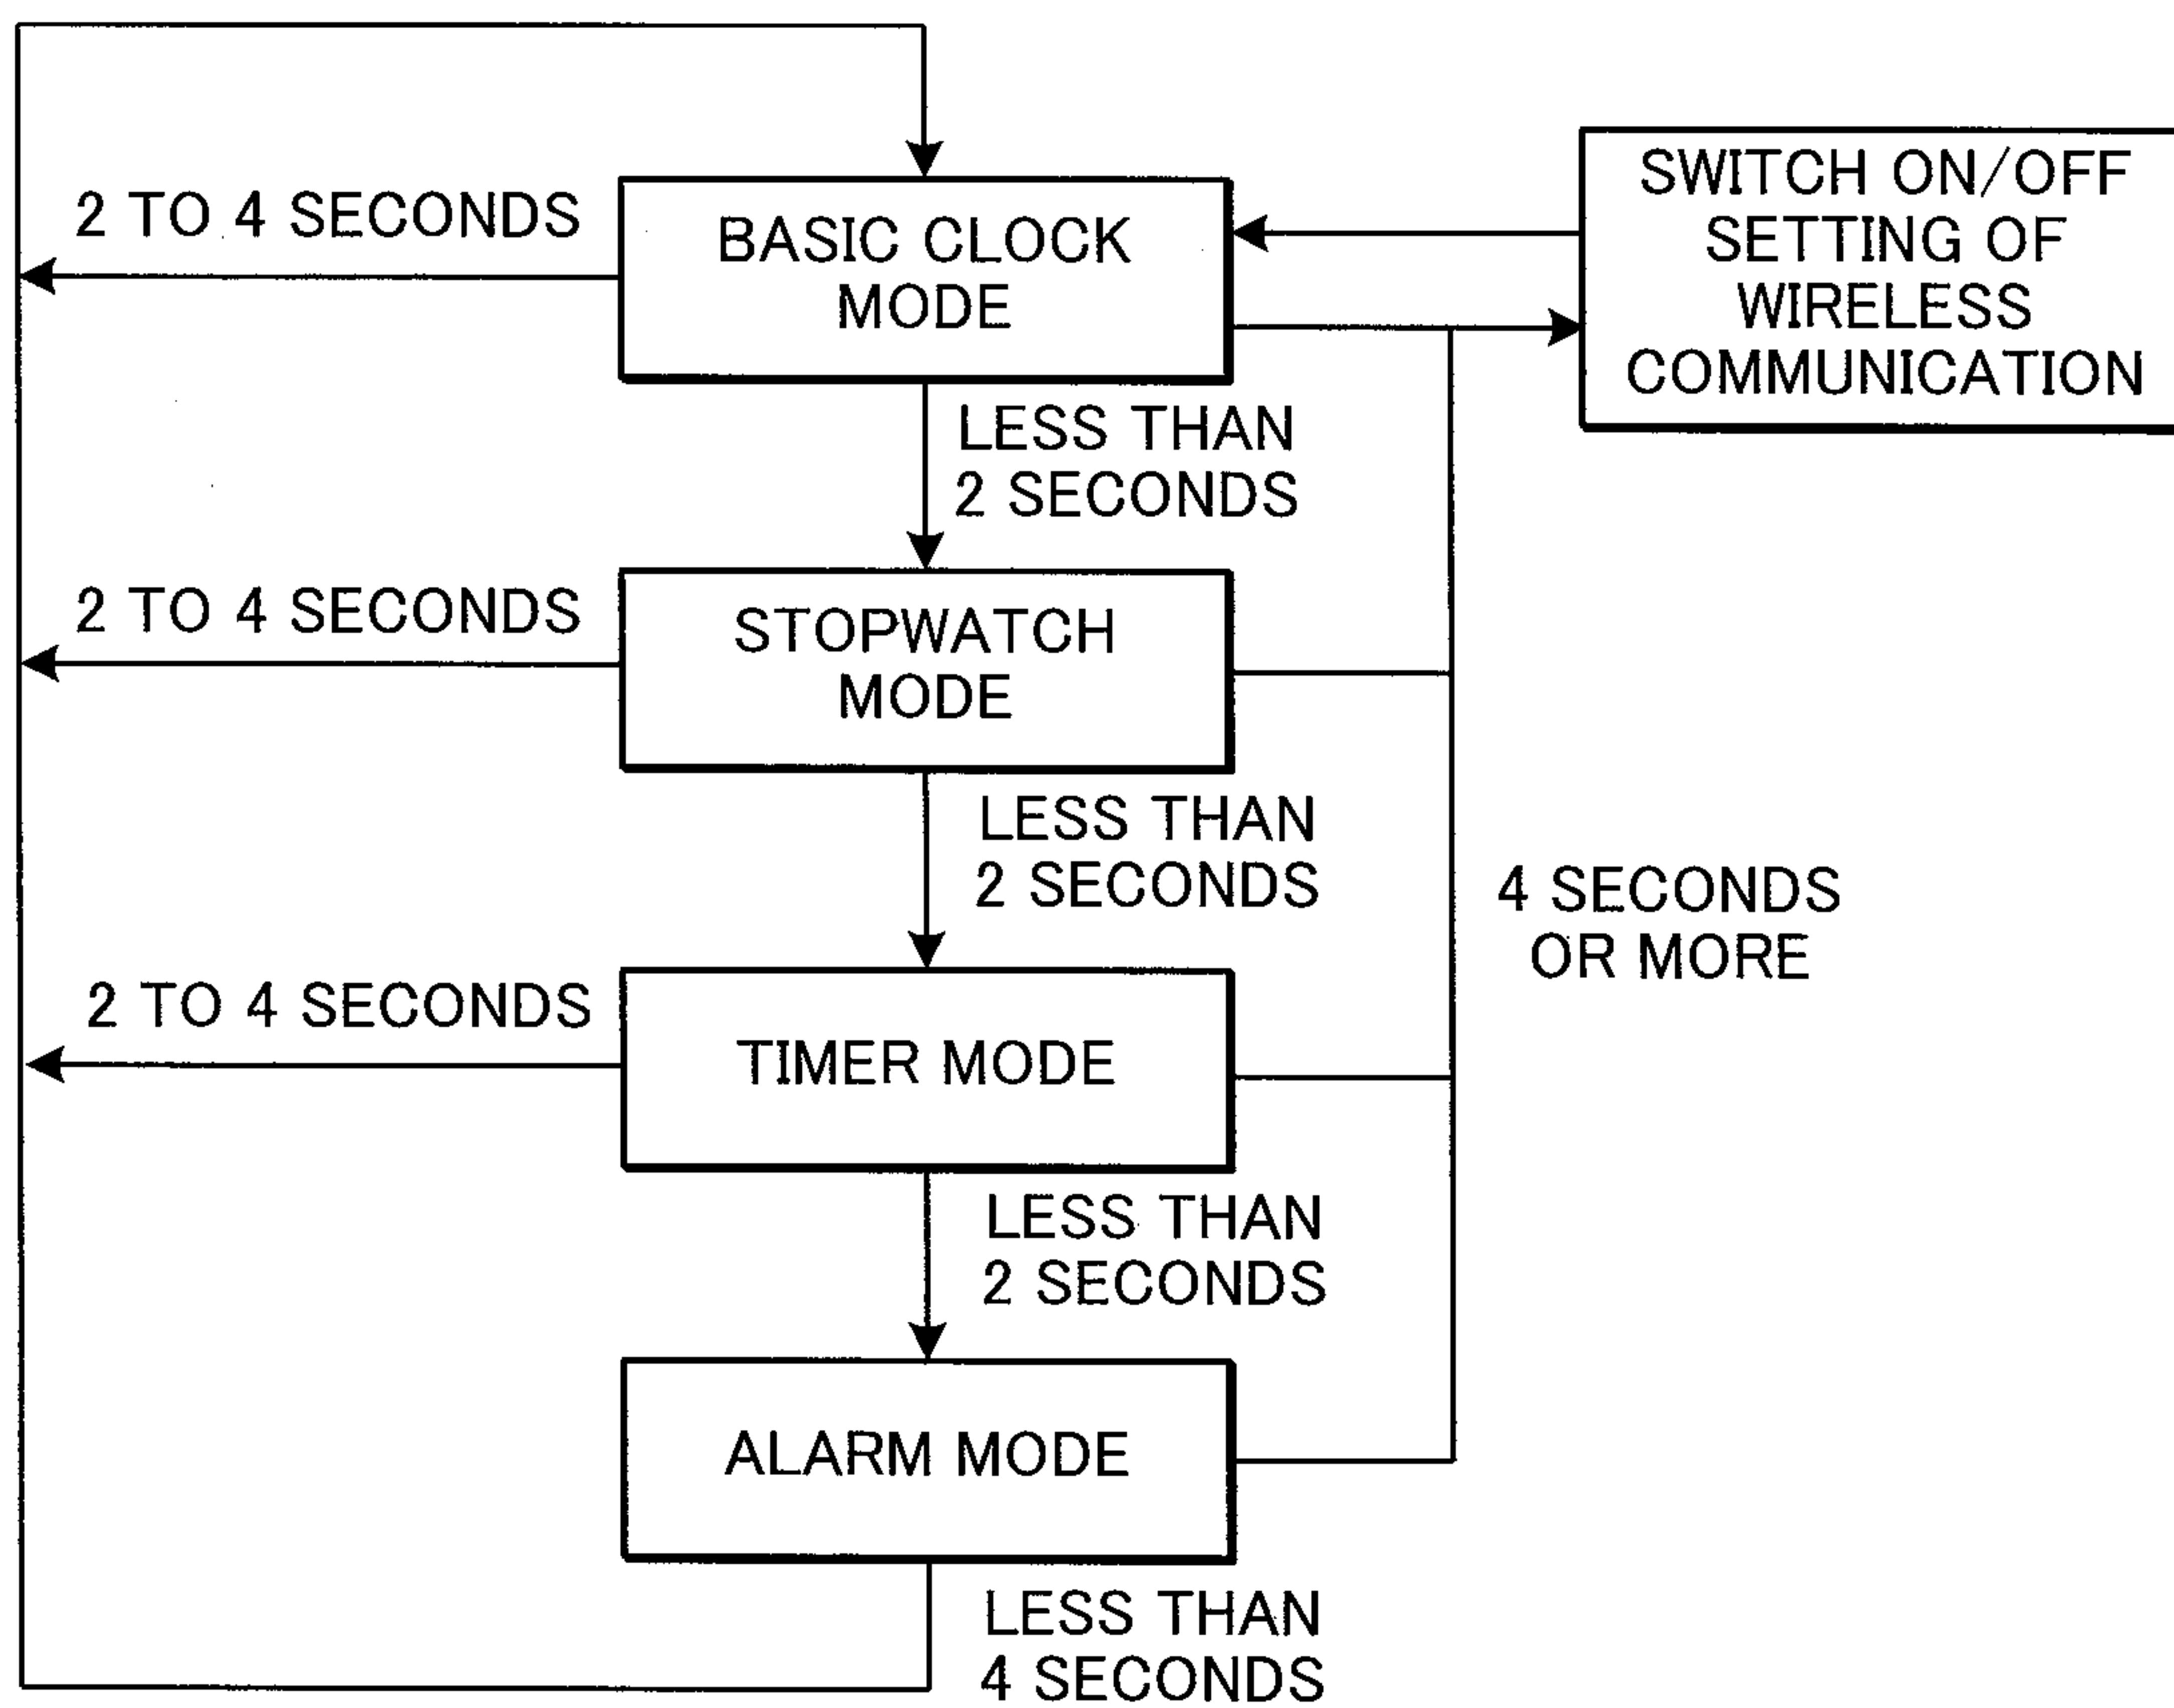 2 TO 4 SECONDS
BASIC CLOCK
MODE
SWITCH ON/OFF
SETTING OF
WIRELESS
COMMUNICATION
LESS THAN
2 SECONDS
2 TO 4 SECONDS
STOPWATCH
MODE
LESS THAN
2 SECONDS
4 SECONDS
OR MORE
2 TO 4 SECONDS
TIMER MODE
LESS THAN
2 SECONDS
ALARM MODE
LESS THAN
4 SECONDS